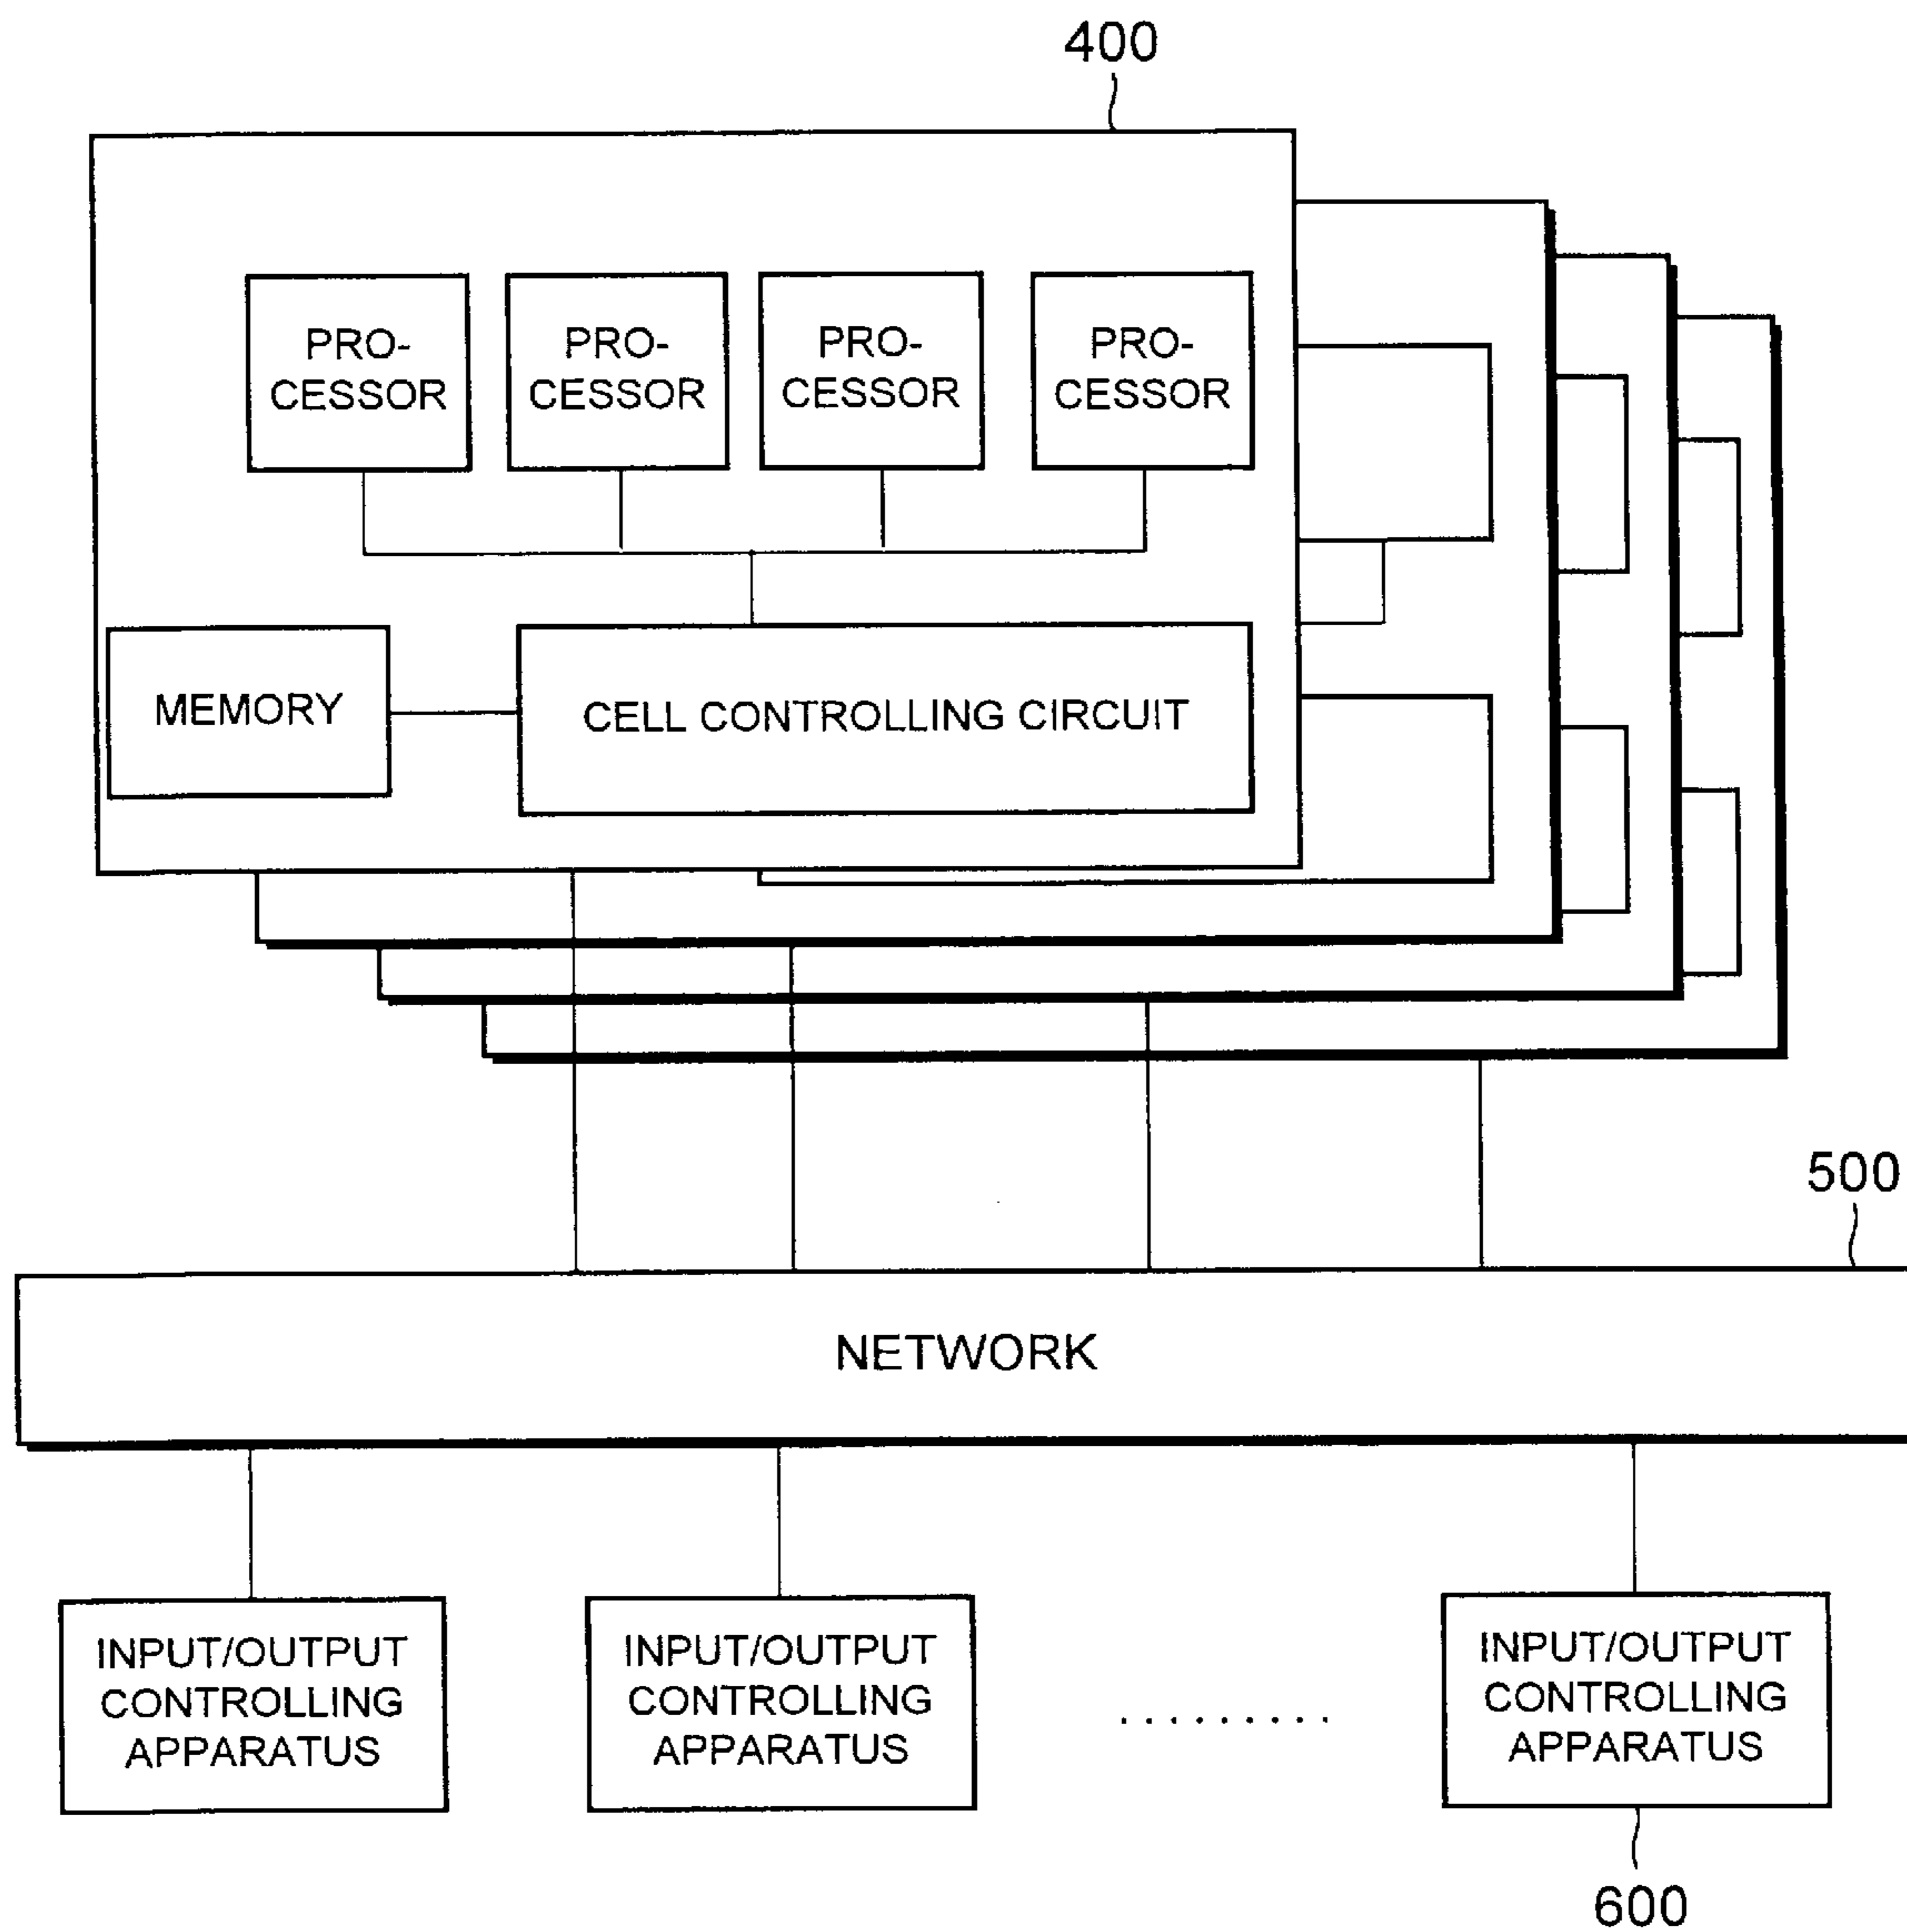 400
PRO-
CESSOR
PRO-
CESSOR
PRO-
CESSOR
PRO-
CESSOR
MEMORY
CELL CONTROLLING CIRCUIT
500
NETWORK
INPUT/OUTPUT
CONTROLLING
APPARATUS
INPUT/OUTPUT
CONTROLLING
APPARATUS
.........
INPUT/OUTPUT
CONTROLLING
APPARATUS
600